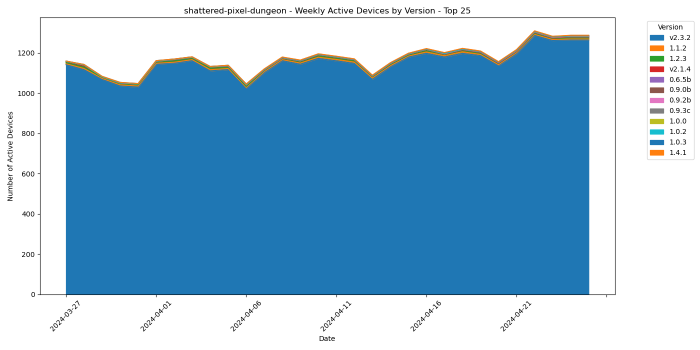 shattered-pixel-dungeon - Weekly Active Devices by Version - Top 25
Number of Active Devices
1200
1000
800
600
400
200
0
2024-03-27
2024-04-01
2024-04-06
2024-04-11
2024-04-16
2024-04-21
Date
Version
v2.3.2
1.1.2
1.2.3
v2.1.4
0.6.5b
0.9.0b
0.9.2b
0.9.3c
1.0.0
1.0.2
1.0.3
1.4.1